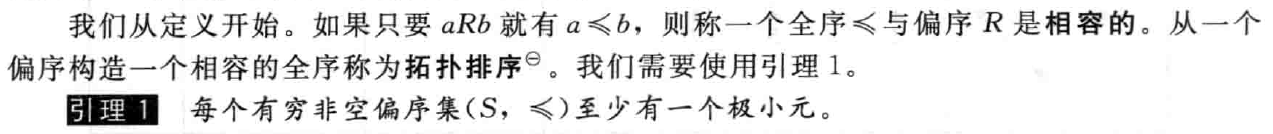 我们从定义开始。如果只要 aRb 就有 a≤b，则称一个全序≤与偏序 R 是相容的。从一个
偏序构造一个相容的全序称为拓扑排序⊖。我们需要使用引理 1。
引理 1 每个有穷非空偏序集(S，≤)至少有一个极小元。